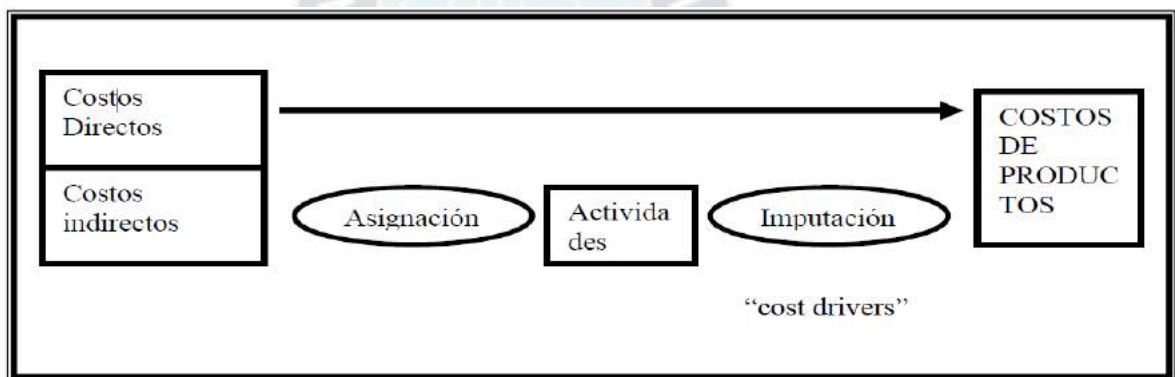 Costos
Directos
Costos
indirectos
Asignación
Activida
des
Imputación
“cost drivers”
COSTOS
DE
PRODUC
TOS